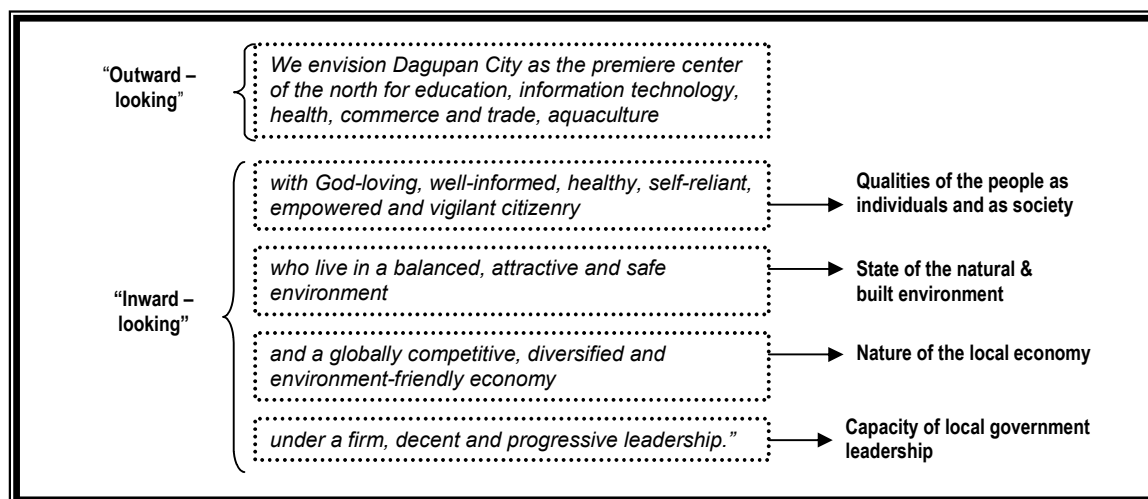 “Outward –
looking”
We envision Dagupan City as the premiere center
of the north for education, information technology,
health, commerce and trade, aquaculture
“Inward –
looking”
with God-loving, well-informed, healthy, self-reliant,
empowered and vigilant citizenry
Qualities of the people as
individuals and as society
who live in a balanced, attractive and safe
environment
State of the natural &
built environment
and a globally competitive, diversified and
environment-friendly economy
Nature of the local economy
under a firm, decent and progressive leadership.”
Capacity of local government
leadership